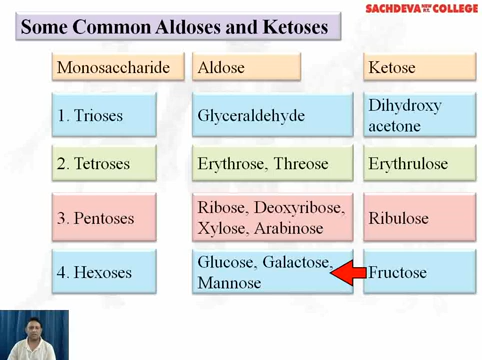 SACHDEVA NEW P.T. COLLEGE
Some Common Aldoses and Ketoses
Monosaccharide Aldose Ketose
1. Trioses Glyceraldehyde Dihydroxy
acetone
2. Tetroses Erythrose, Threose Erythrulose
3. Pentoses Ribose, Deoxyribose, Ribulose
Xylose, Arabinose
4. Hexoses Glucose, Galactose, Fructose
Mannose